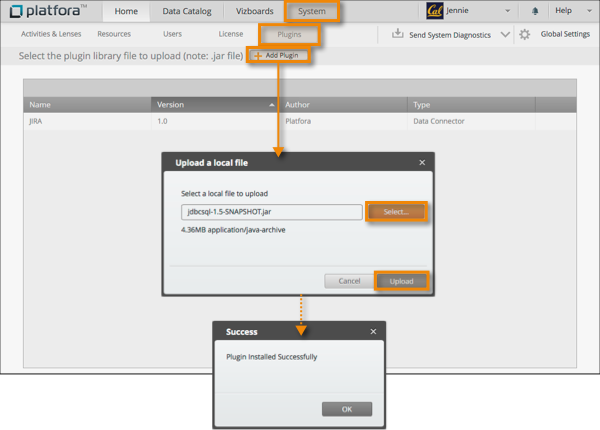 platfora™ Home Data Catalog Vizboards System Cal Jennie Help
Activities & Lenses Resources Users License Plugins Send System Diagnostics Global Settings
Select the plugin library file to upload (note: .jar file) + Add Plugin
Name Version Author Type
JIRA 1.0 Platfora Data Connector
Upload a local file ×
Select a local file to upload
jdbcsql-1.5-SNAPSHOT.jar Select...
4.36MB application/java-archive
Cancel Upload
Success ×
Plugin Installed Successfully
OK